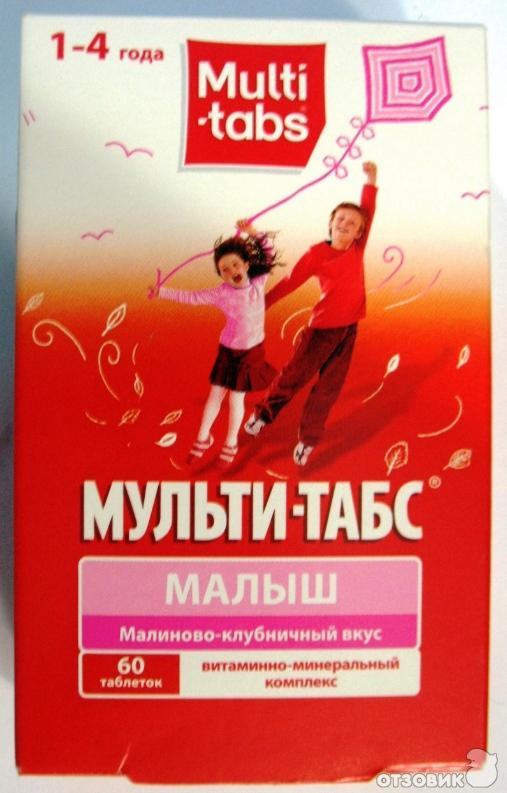 1-4 года
Multi
-tabs®
МУЛЬТИ-ТАБС®
МАЛЫШ
Малиново-клубничный вкус
60
таблеток
витаминно-минеральный
комплекс
ОТЗОВИК